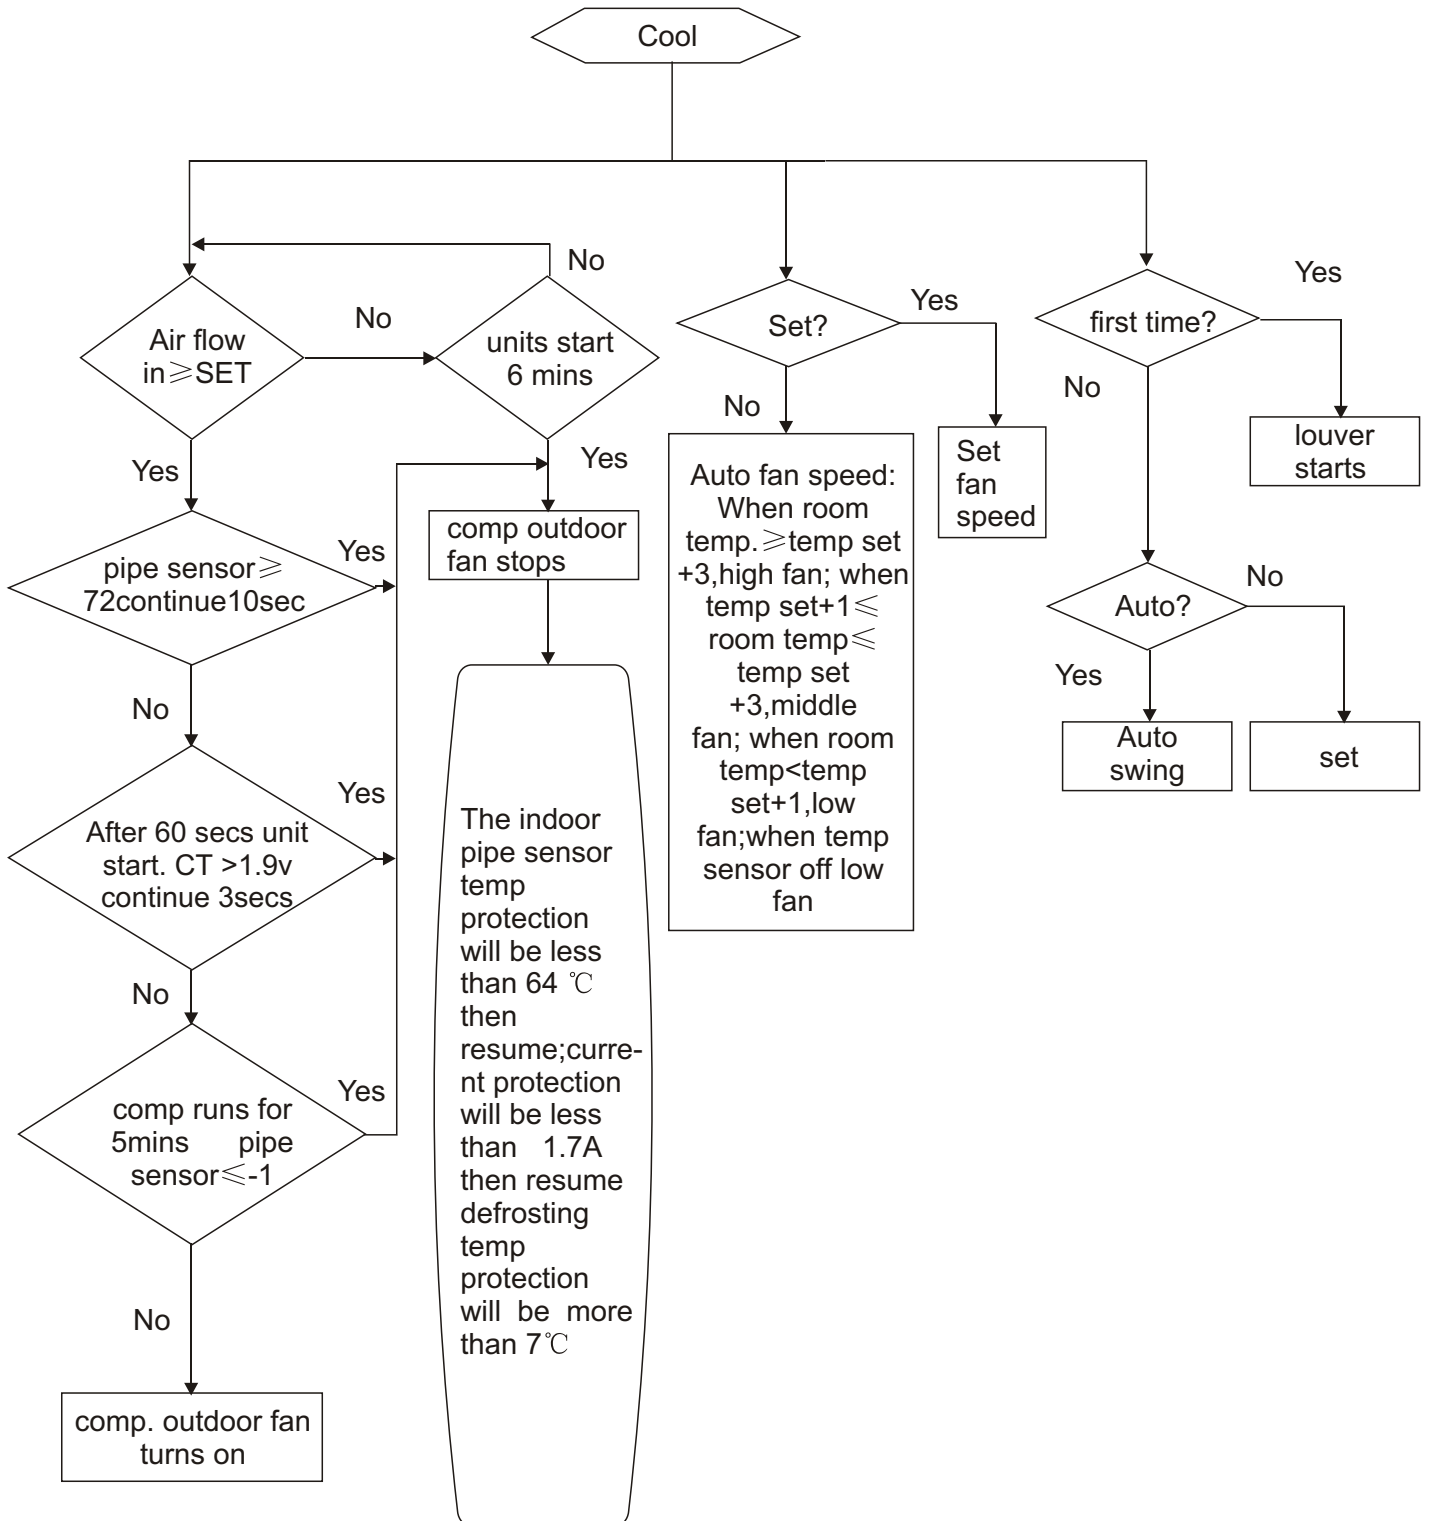 Cool
No
Yes
No
Yes
Air flow
in≥SET
units start
6 mins
Set?
first time?
No
No
Yes
Yes
louver
starts
Set
fan
speed
Auto fan speed:
When room
temp.≥temp set
+3,high fan; when
temp set+1≤
room temp≤
temp set
+3,middle
fan; when room
temp<temp
set+1,low
fan;when temp
sensor off low
fan
comp outdoor
fan stops
Yes
pipe sensor≥
72continue10sec
Auto?
No
Yes
Auto
swing
set
No
Yes
After 60 secs unit
start. CT >1.9v
continue 3secs
No
The indoor
pipe sensor
temp
protection
will be less
than 64 ℃
then
resume;curre-
nt protection
will be less
than 1.7A
then resume
defrosting
temp
protection
will be more
than 7℃
Yes
comp runs for
5mins pipe
sensor≤-1
No
comp. outdoor fan
turns on